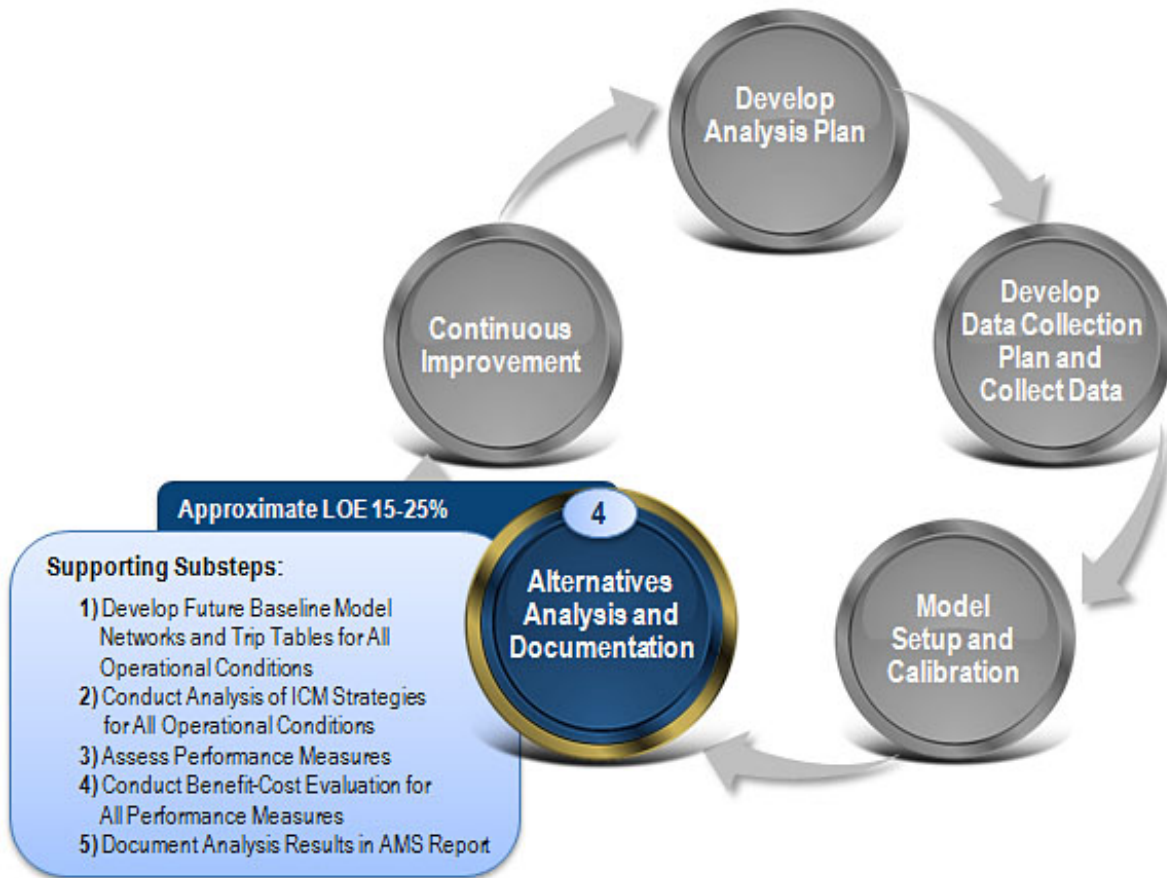 Develop
Analysis Plan
Develop
Data Collection
Plan and
Collect Data
Model
Setup and
Calibration
4
Alternatives
Analysis and
Documentation
Continuous
Improvement
Approximate LOE 15-25%
Supporting Substeps:
1) Develop Future Baseline Model
Networks and Trip Tables for All
Operational Conditions
2) Conduct Analysis of ICM Strategies
for All Operational Conditions
3) Assess Performance Measures
4) Conduct Benefit-Cost Evaluation for
All Performance Measures
5) Document Analysis Results in AMS Report